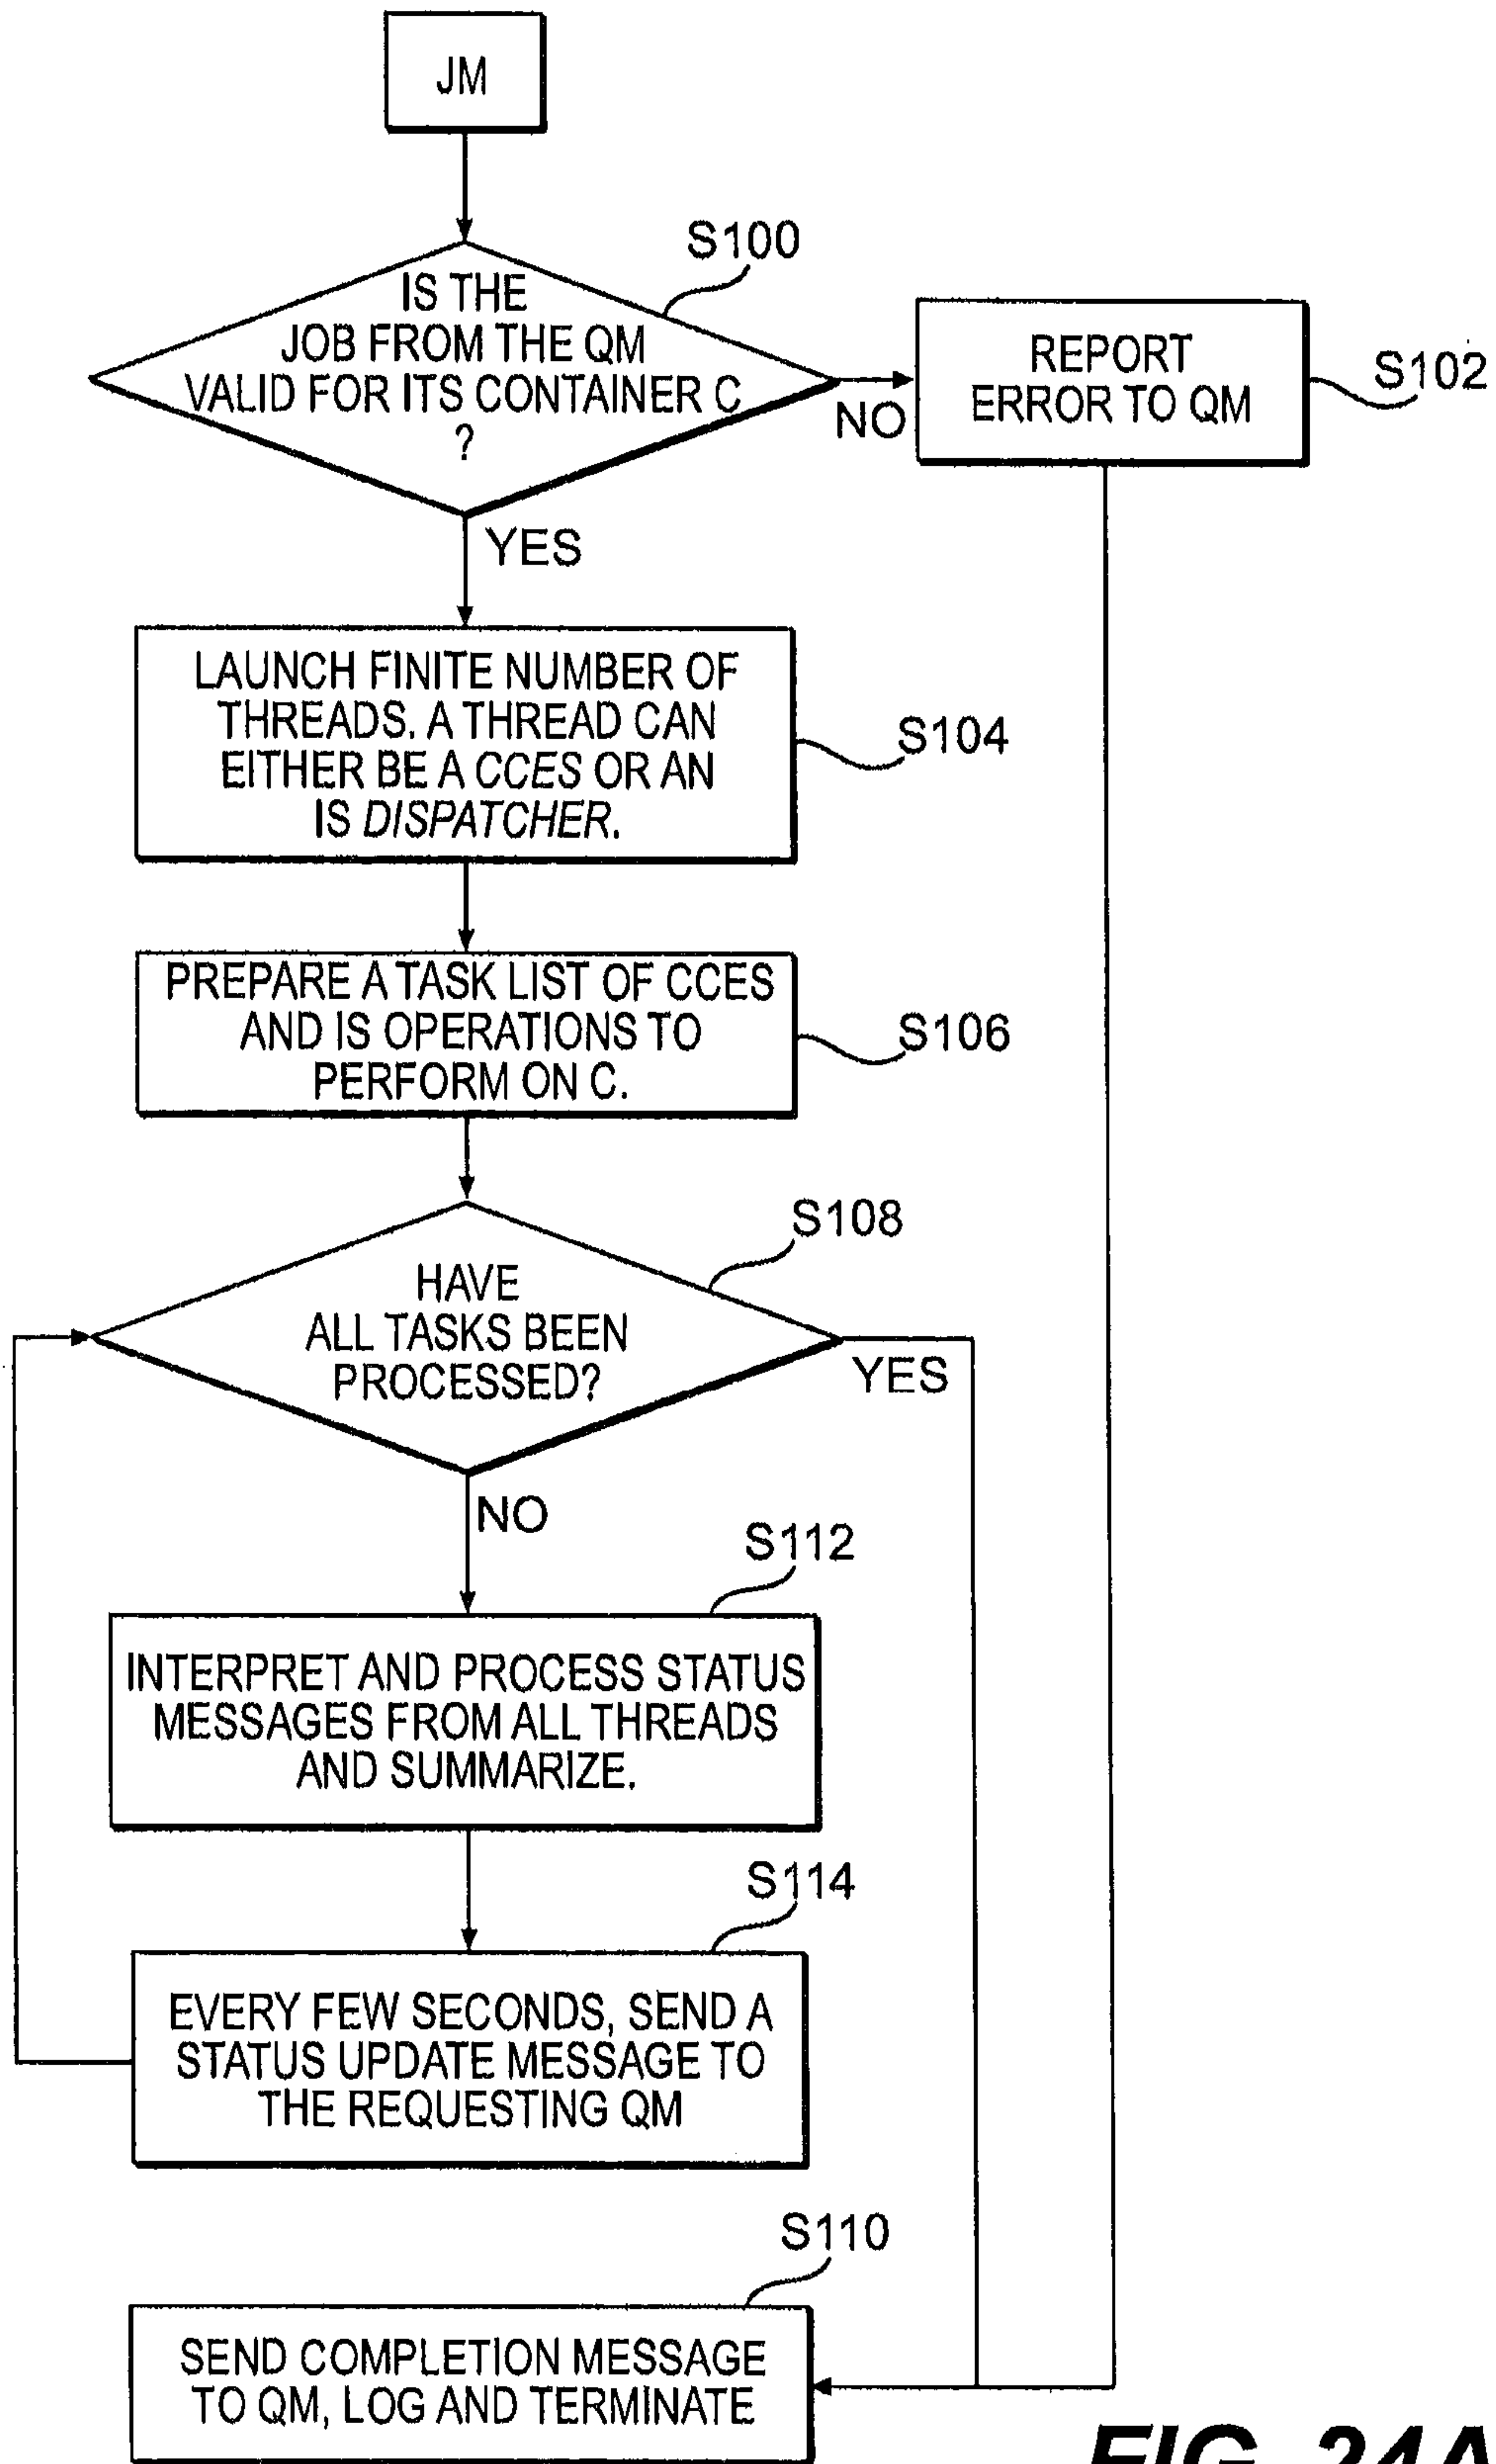 JM
S100
IS THE
JOB FROM THE QM
VALID FOR ITS CONTAINER C
?
NO
REPORT
ERROR TO QM
S102
YES
LAUNCH FINITE NUMBER OF
THREADS. A THREAD CAN
EITHER BE A CCES OR AN
IS DISPATCHER.
S104
PREPARE A TASK LIST OF CCES
AND IS OPERATIONS TO
PERFORM ON C.
S106
S108
HAVE
ALL TASKS BEEN
PROCESSED?
YES
NO
S112
INTERPRET AND PROCESS STATUS
MESSAGES FROM ALL THREADS
AND SUMMARIZE.
S114
EVERY FEW SECONDS, SEND A
STATUS UPDATE MESSAGE TO
THE REQUESTING QM
S110
SEND COMPLETION MESSAGE
TO QM, LOG AND TERMINATE
FIG. 24A